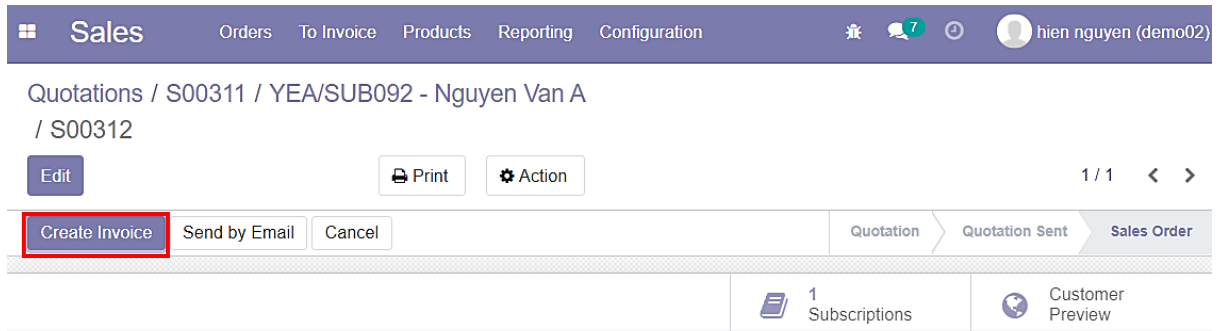 Sales Orders To Invoice Products Reporting Configuration 7 hien nguyen (demo02)
Quotations / S00311 / YEA/SUB092 - Nguyen Van A
/ S00312
Edit Print Action 1 / 1
Create Invoice Send by Email Cancel Quotation Quotation Sent Sales Order
1 Customer
Subscriptions Preview